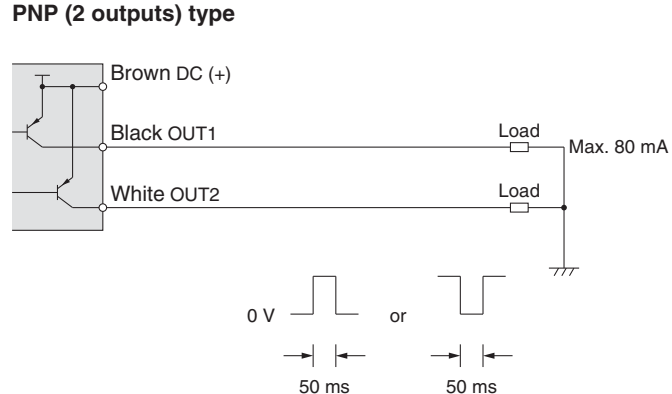 PNP (2 outputs) type
Brown DC (+)
Black OUT1
Load
Max. 80 mA
White OUT2
Load
0 V
or
50 ms
50 ms